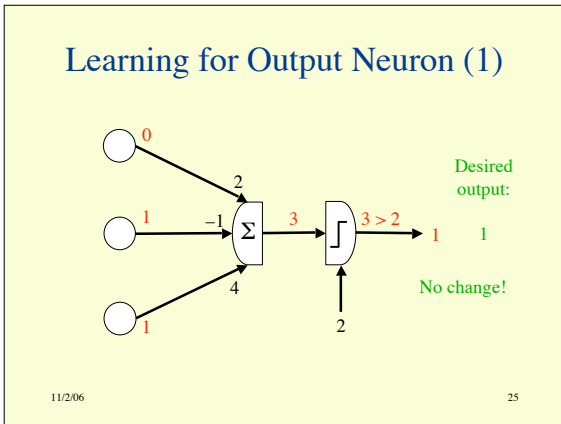 Learning for Output Neuron (1)
0
2
Desired
output:
1
–1
Σ
3
3 > 2
1
1
4
No change!
1
2
11/2/06
25